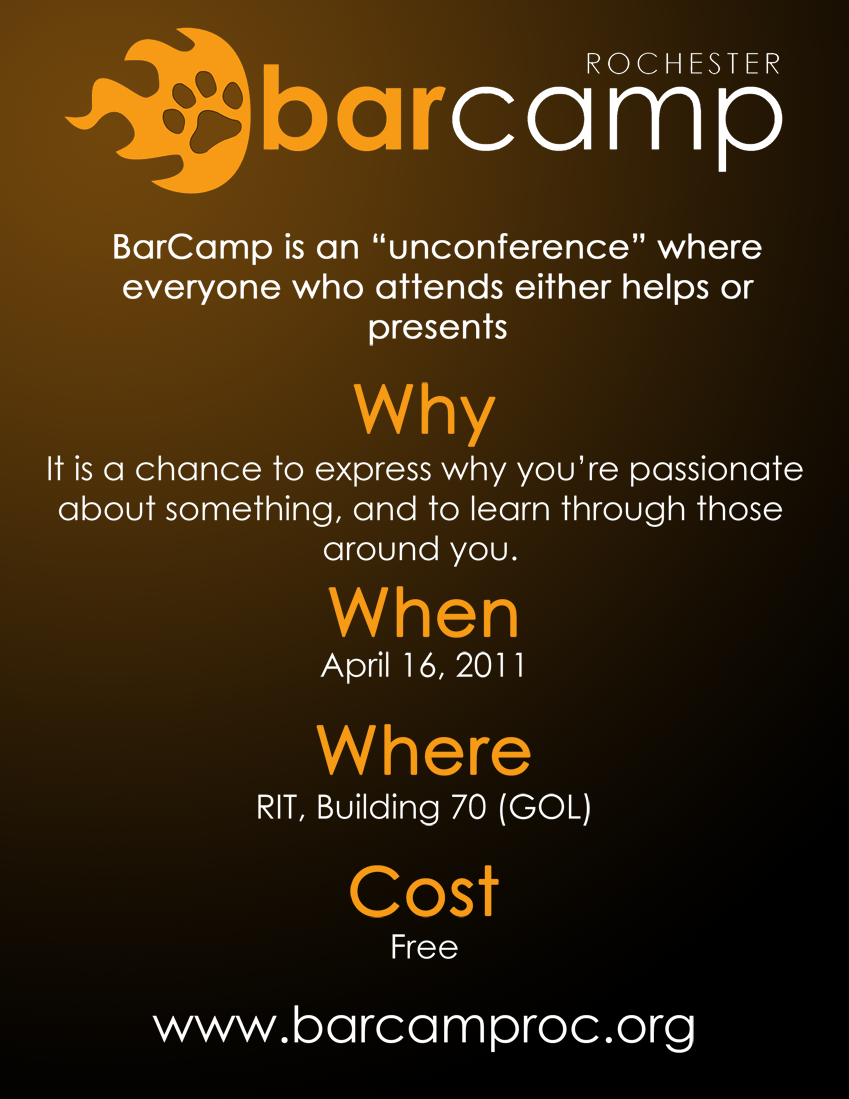 ROCHESTER
barcamp
BarCamp is an “unconference” where
everyone who attends either helps or
presents
Why
It is a chance to express why you’re passionate
about something, and to learn through those
around you.
When
April 16, 2011
Where
RIT, Building 70 (GOL)
Cost
Free
www.barcamproc.org